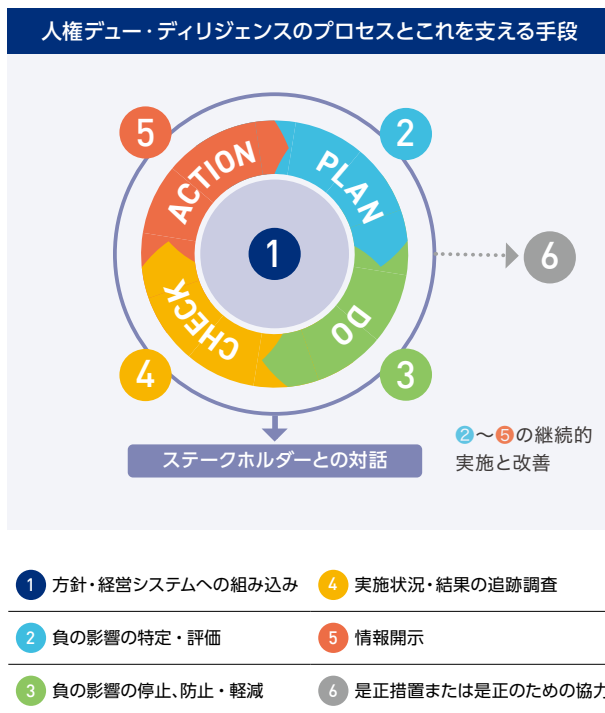 人権デュー・ディリジェンスのプロセスとこれを支える手段
5
2
ACTION
PLAN
1
6
CHECK
DO
4
3
ステークホルダーとの対話
2〜5の継続的
実施と改善
1 方針・経営システムへの組み込み
4 実施状況・結果の追跡調査
2 負の影響の特定・評価
5 情報開示
3 負の影響の停止、防止・軽減
6 是正措置または是正のための協力